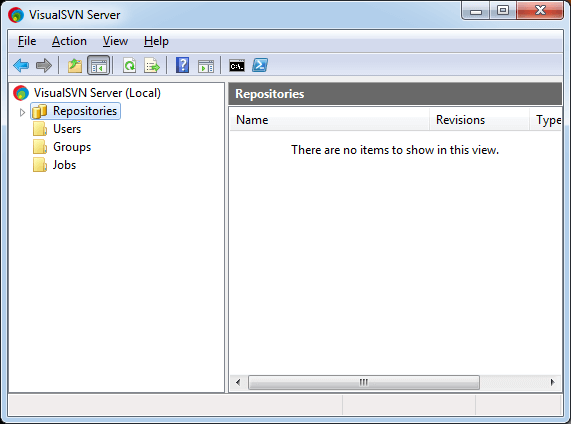 VisualSVN Server
File Action View Help
VisualSVN Server (Local)
Repositories
Users
Groups
Jobs
Repositories
Name Revisions Type
There are no items to show in this view.